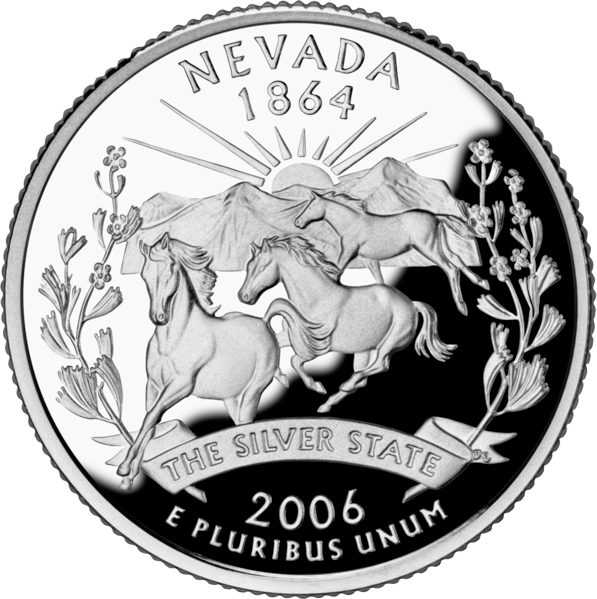 NEVADA
1864
THE SILVER STATE
2006
E PLURIBUS UNUM